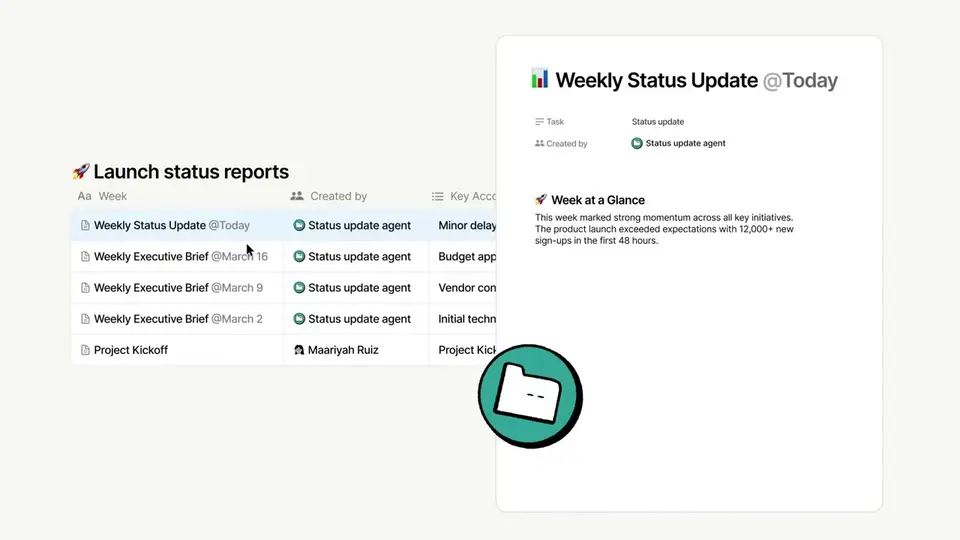 Launch status reports
Aa Week Created by Key Acco
Weekly Status Update @Today Status update agent Minor delay
Weekly Executive Brief @March 16 Status update agent Budget app
Weekly Executive Brief @March 9 Status update agent Vendor con
Weekly Executive Brief @March 2 Status update agent Initial techn
Project Kickoff Maariyah Ruiz Project Kick
Weekly Status Update @Today
Task Status update
Created by Status update agent
Week at a Glance
This week marked strong momentum across all key initiatives.
The product launch exceeded expectations with 12,000+ new
sign-ups in the first 48 hours.